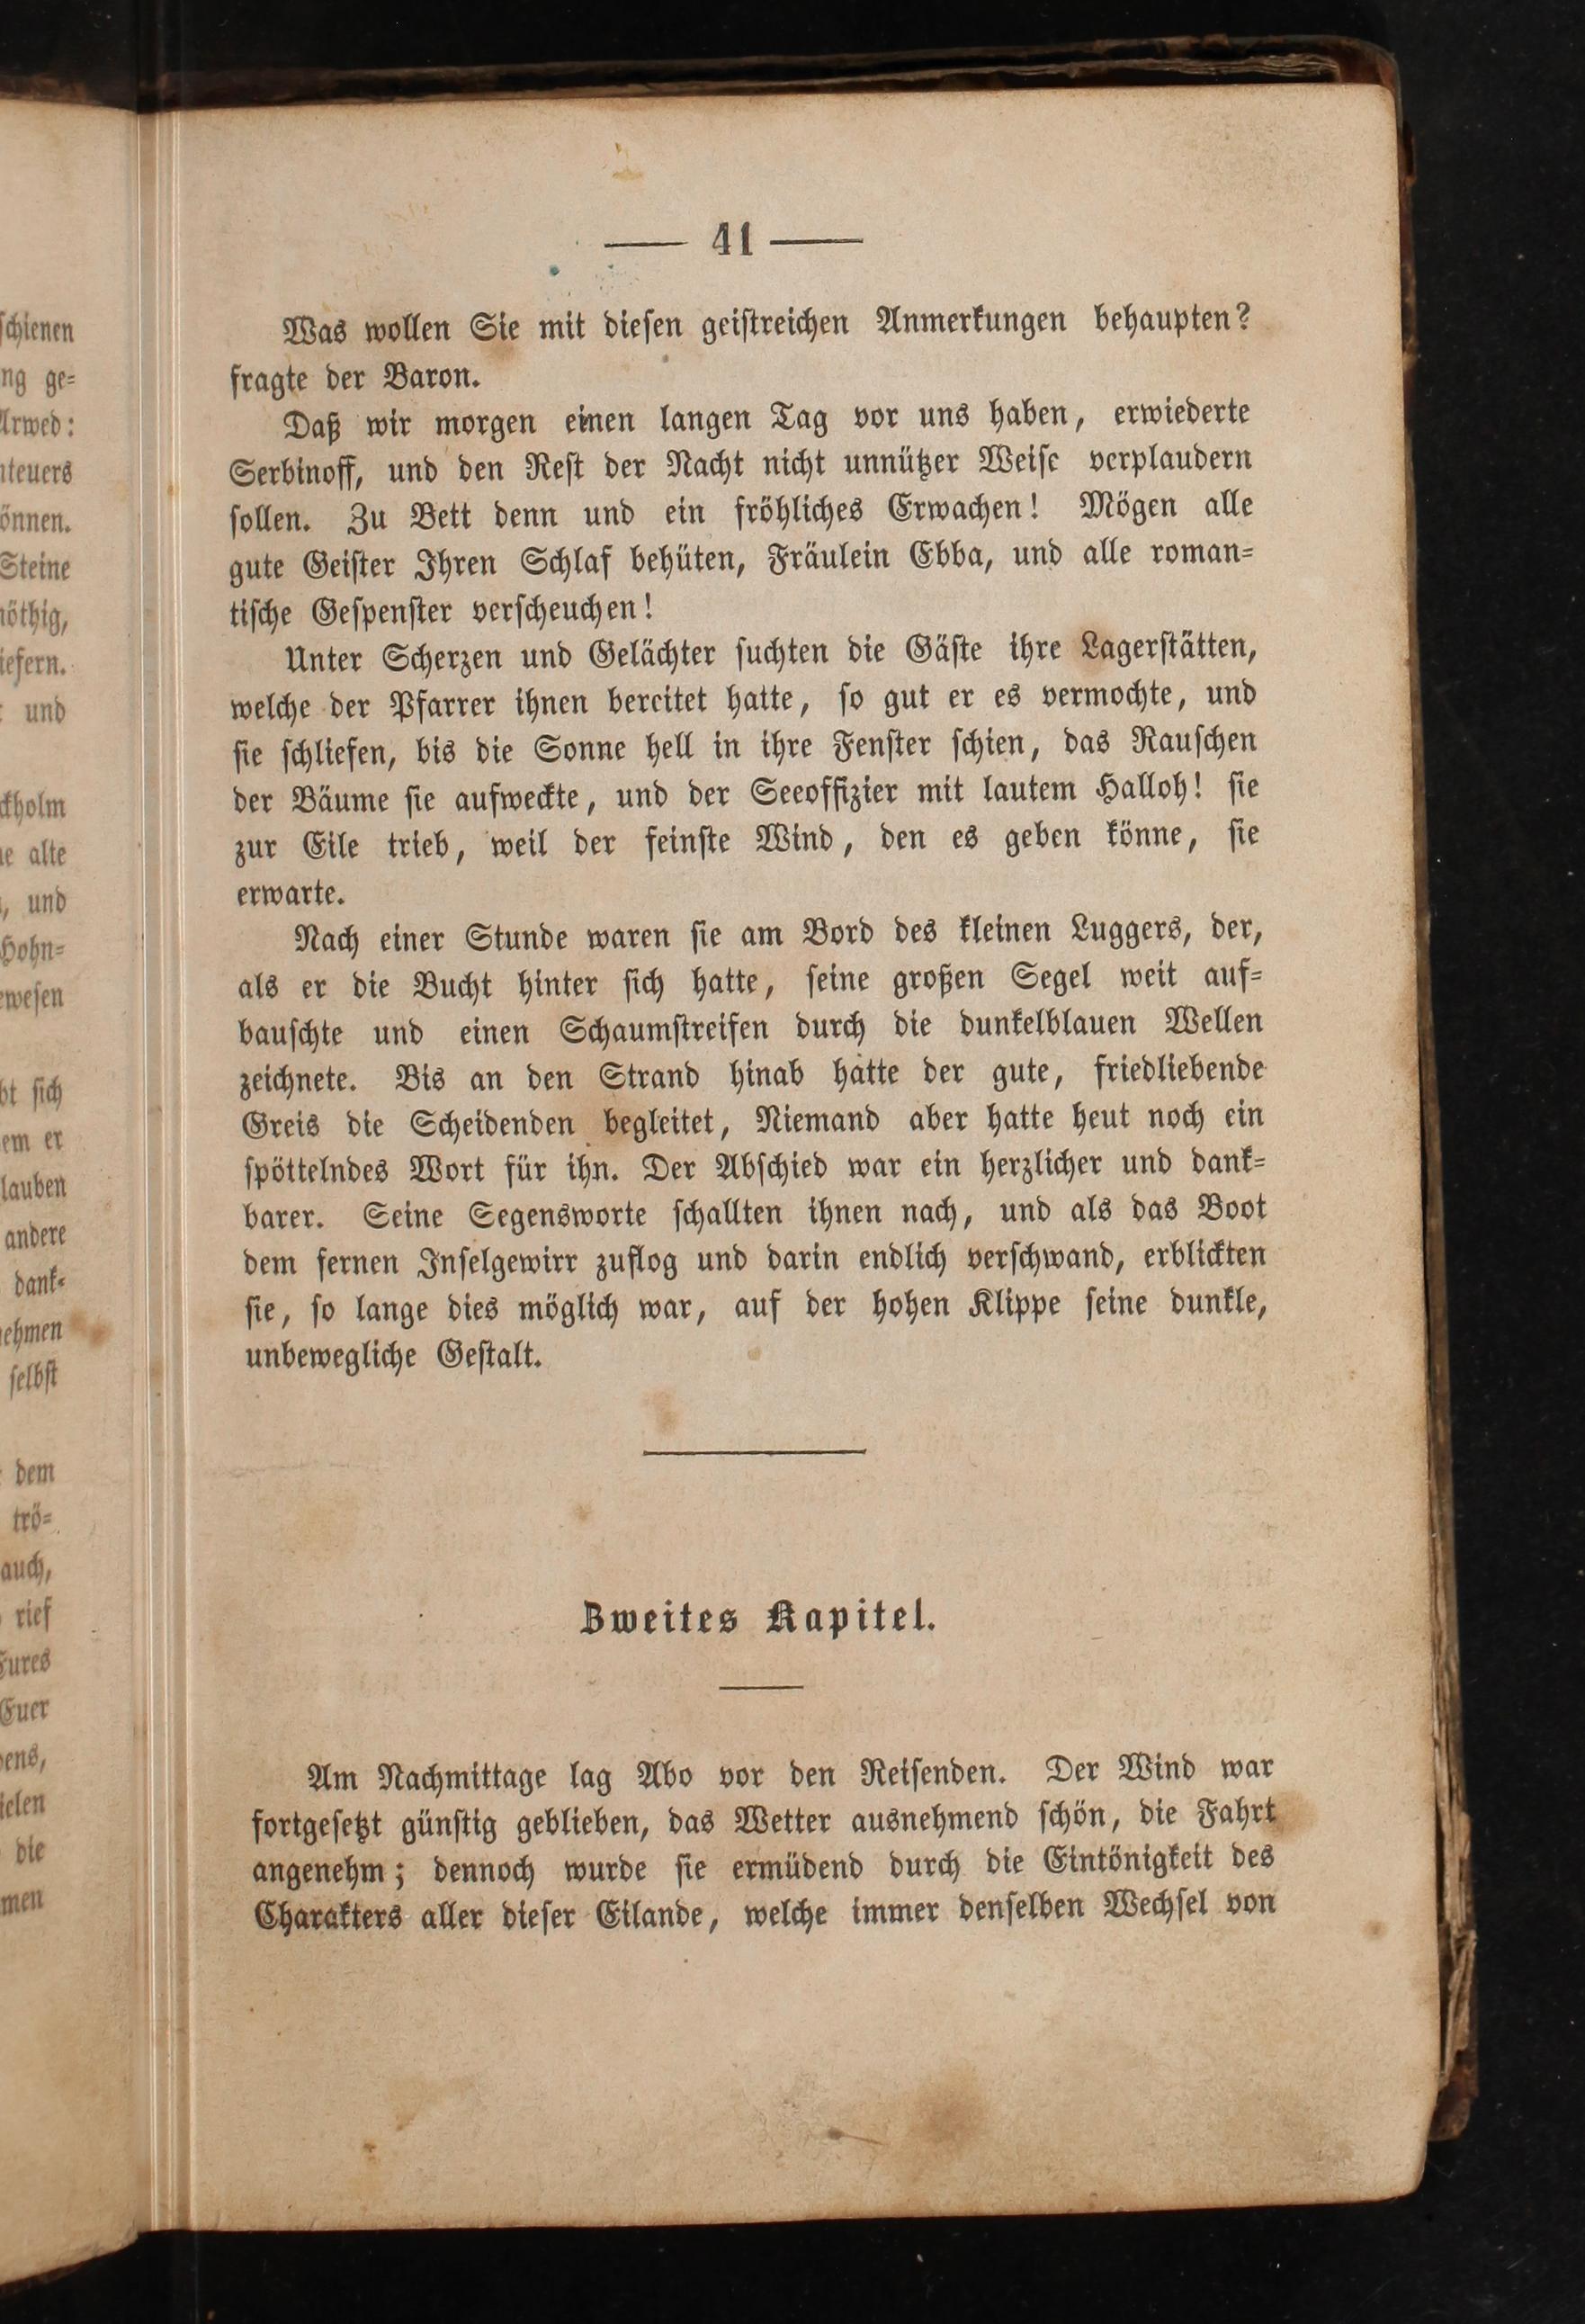 — 41 —
Was wollen Sie mit diesen geistreichen Anmerkungen behaupten?
fragte der Baron.
Daß wir morgen einen langen Tag vor uns haben, erwiederte
Serbinoff, und den Rest der Nacht nicht unnützer Weise verplaudern
sollen. Zu Bett denn und ein fröhliches Erwachen! Mögen alle
gute Geister Ihren Schlaf behüten, Fräulein Ebba, und alle roman=
tische Gespenster verscheuchen!
Unter Scherzen und Gelächter suchten die Gäste ihre Lagerstätten,
welche der Pfarrer ihnen bereitet hatte, so gut er es vermochte, und
sie schliefen, bis die Sonne hell in ihre Fenster schien, das Rauschen
der Bäume sie aufweckte, und der Seeoffizier mit lautem Halloh! sie
zur Eile trieb, weil der feinste Wind, den es geben könne, sie
erwarte.
Nach einer Stunde waren sie am Bord des kleinen Luggers, der,
als er die Bucht hinter sich hatte, seine großen Segel weit auf=
bauschte und einen Schaumstreifen durch die dunkelblauen Wellen
zeichnete. Bis an den Strand hinab hatte der gute, friedliebende
Greis die Scheidenden begleitet, Niemand aber hatte heut noch ein
spöttelndes Wort für ihn. Der Abschied war ein herzlicher und dank=
barer. Seine Segensworte schallten ihnen nach, und als das Boot
dem fernen Inselgewirr zuflog und darin endlich verschwand, erblickten
sie, so lange dies möglich war, auf der hohen Klippe seine dunkle,
unbewegliche Gestalt.
Zweites Kapitel.
Am Nachmittage lag Abo vor den Reisenden. Der Wind war
fortgesetzt günstig geblieben, das Wetter ausnehmend schön, die Fahrt
angenehm; dennoch wurde sie ermüdend durch die Eintönigkeit des
Charakters aller dieser Eilande, welche immer denselben Wechsel von